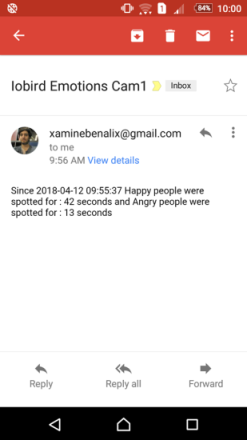 84% 10:00
Iobird Emotions Cam1 Inbox
xaminebenalix@gmail.com
to me
9:56 AM View details
Since 2018-04-12 09:55:37 Happy people were
spotted for : 42 seconds and Angry people were
spotted for : 13 seconds
Reply Reply all Forward